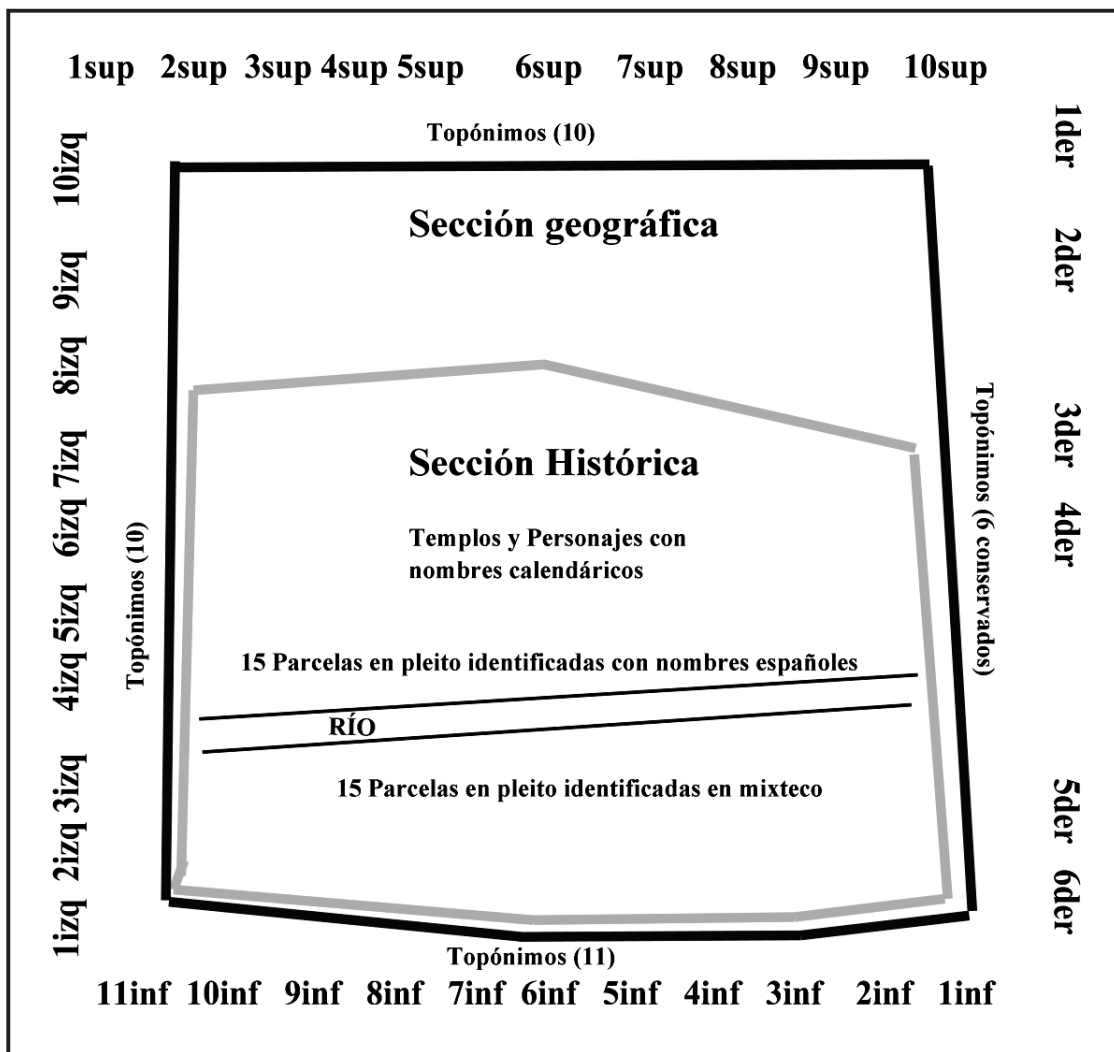 1sup 2sup 3sup 4sup 5sup 6sup 7sup 8sup 9sup 10sup
Topónimos (10)
10izq
9izq
8izq
7izq
6izq
5izq
4izq
3izq
2izq
1izq
Topónimos (10)
Sección geográfica
Sección Histórica
Templos y Personajes con
nombres calendáricos
15 Parcelas en pleito identificadas con nombres españoles
RÍO
15 Parcelas en pleito identificadas en mixteco
Topónimos (6 conservados)
1der
2der
3der
4der
5der
6der
Topónimos (11)
11inf 10inf 9inf 8inf 7inf 6inf 5inf 4inf 3inf 2inf 1inf